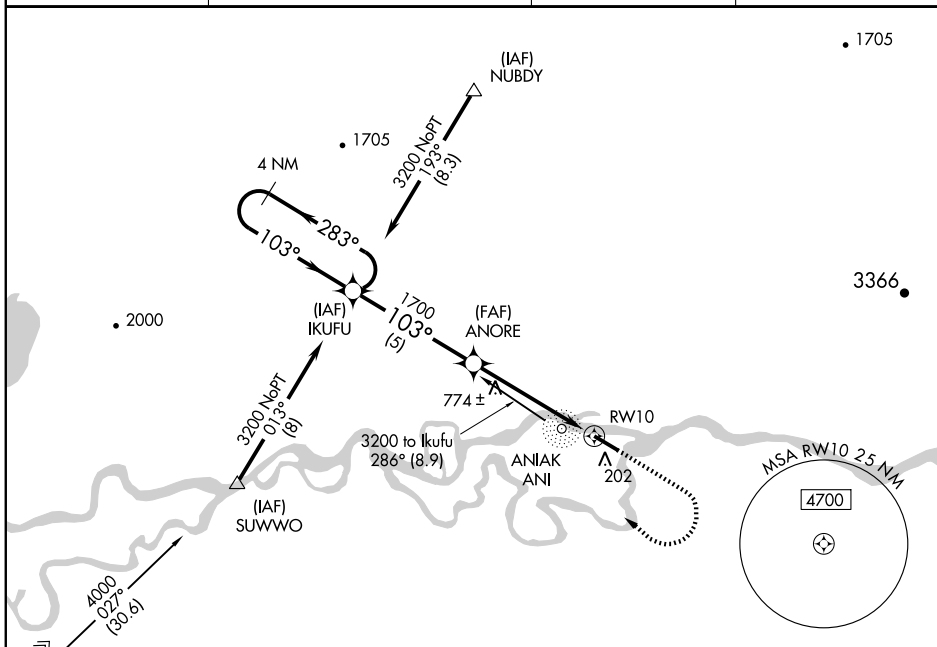 1705
(IAF)
NUBDY
1705
3200 NoPT
193°
(8.3)
4 NM
283°
103°
3366
(IAF)
IKUFU
1700
103°
(5)
(FAF)
ANORE
2000
3200 NoPT
013°
(8)
774 ±
RW10
3200 to Ikufu
286° (8.9)
ANIAK
ANI
202
MSA RW10 25 NM
4700
(IAF)
SUWWO
4000
027°
(30.6)